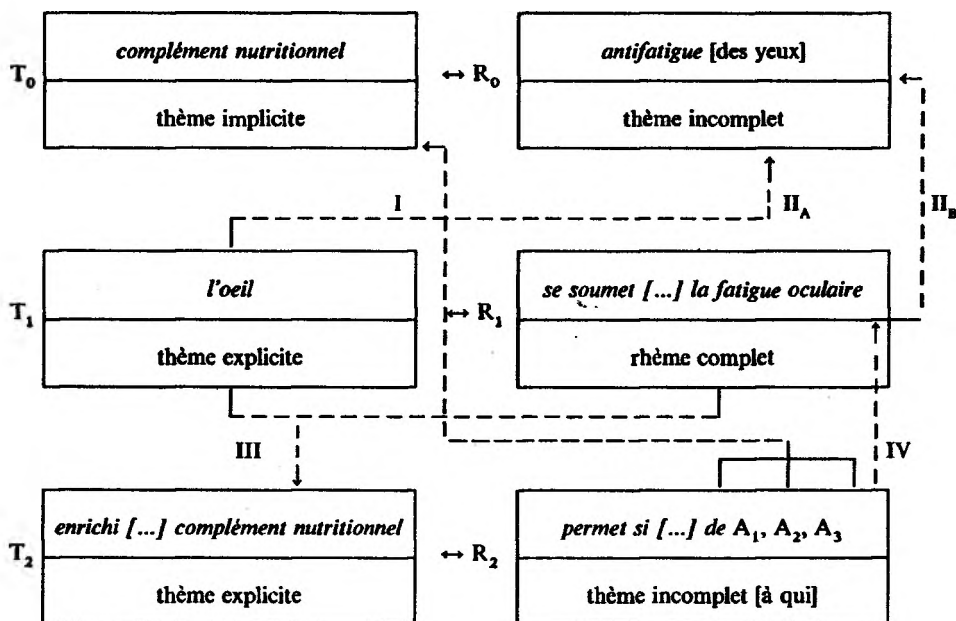 complément nutritionnel
antifatigue [des yeux]
T₀ ↔ R₀
thème implicite
thème incomplet
I
II_A
II_B
l'oeil
se soumet [...] la fatigue oculaire
T₁ ↔ R₁
thème explicite
rhème complet
III
IV
enrichi [...] complément nutritionnel
permet si [...] de A₁, A₂, A₃
T₂ ↔ R₂
thème explicite
thème incomplet [à qui]